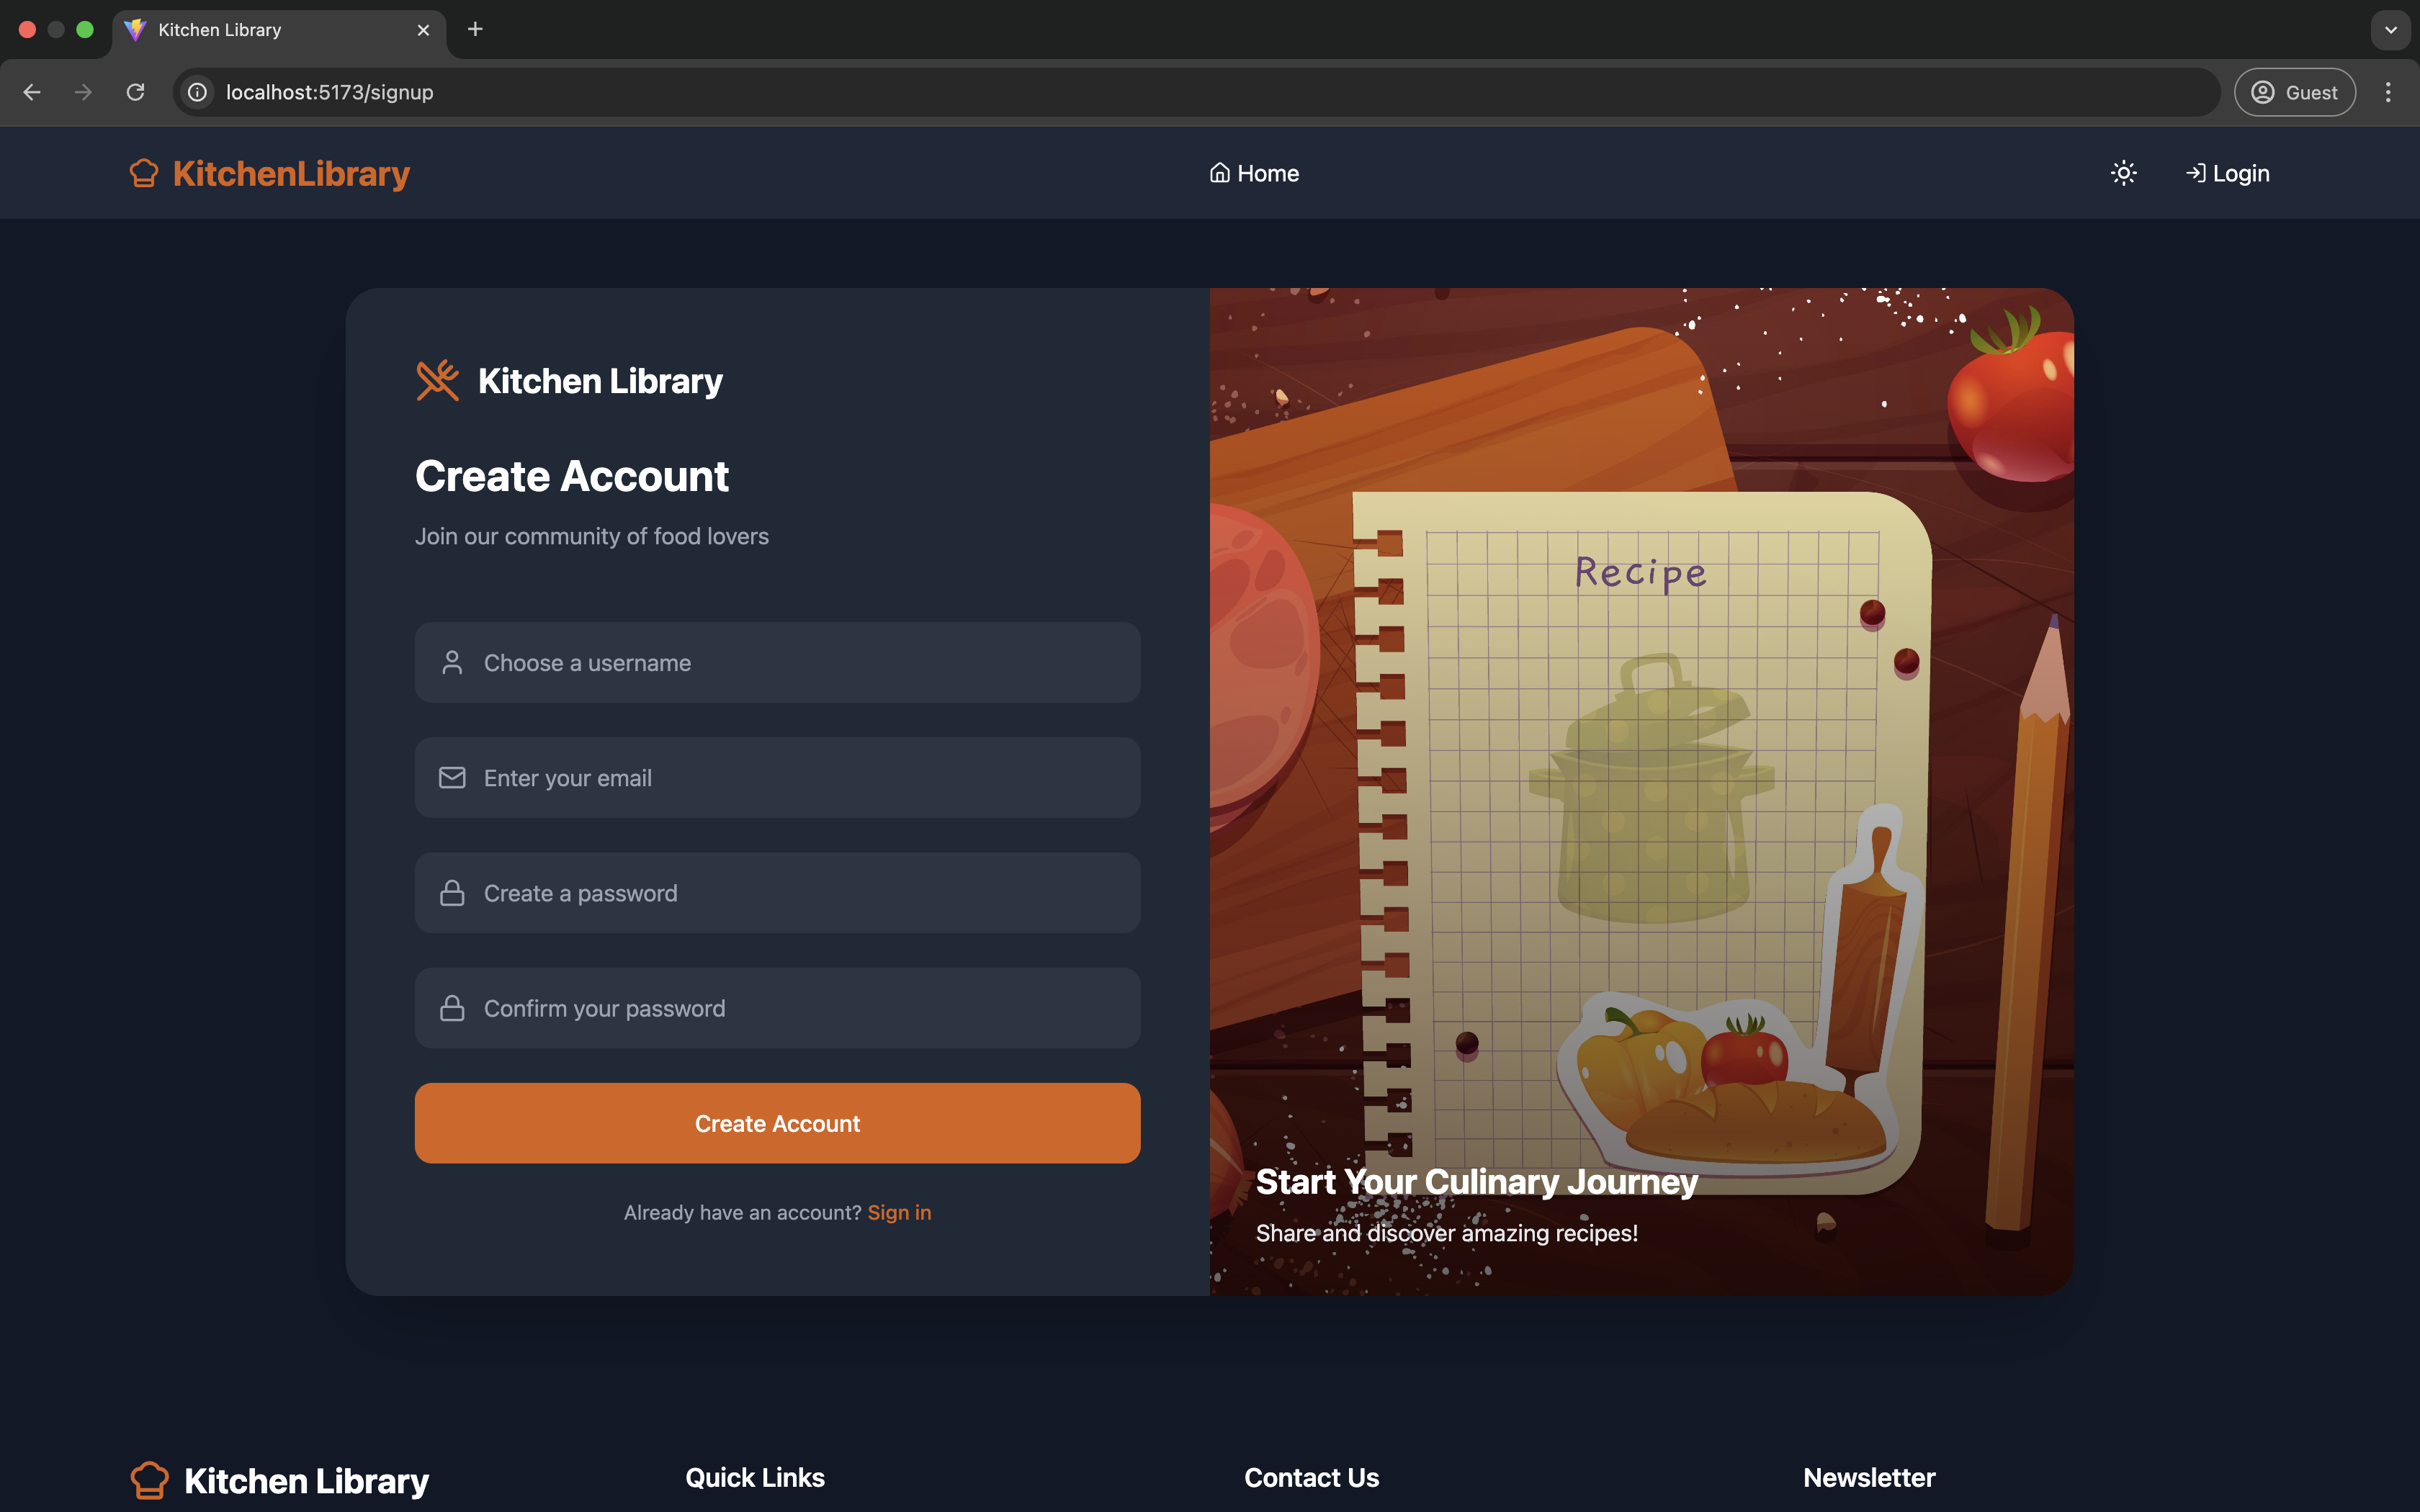 Kitchen Library
localhost:5173/signup
Guest
KitchenLibrary
Home
Login
Kitchen Library
Create Account
Join our community of food lovers
Choose a username
Enter your email
Create a password
Confirm your password
Create Account
Already have an account? Sign in
Recipe
Start Your Culinary Journey
Share and discover amazing recipes!
Kitchen Library
Quick Links
Contact Us
Newsletter